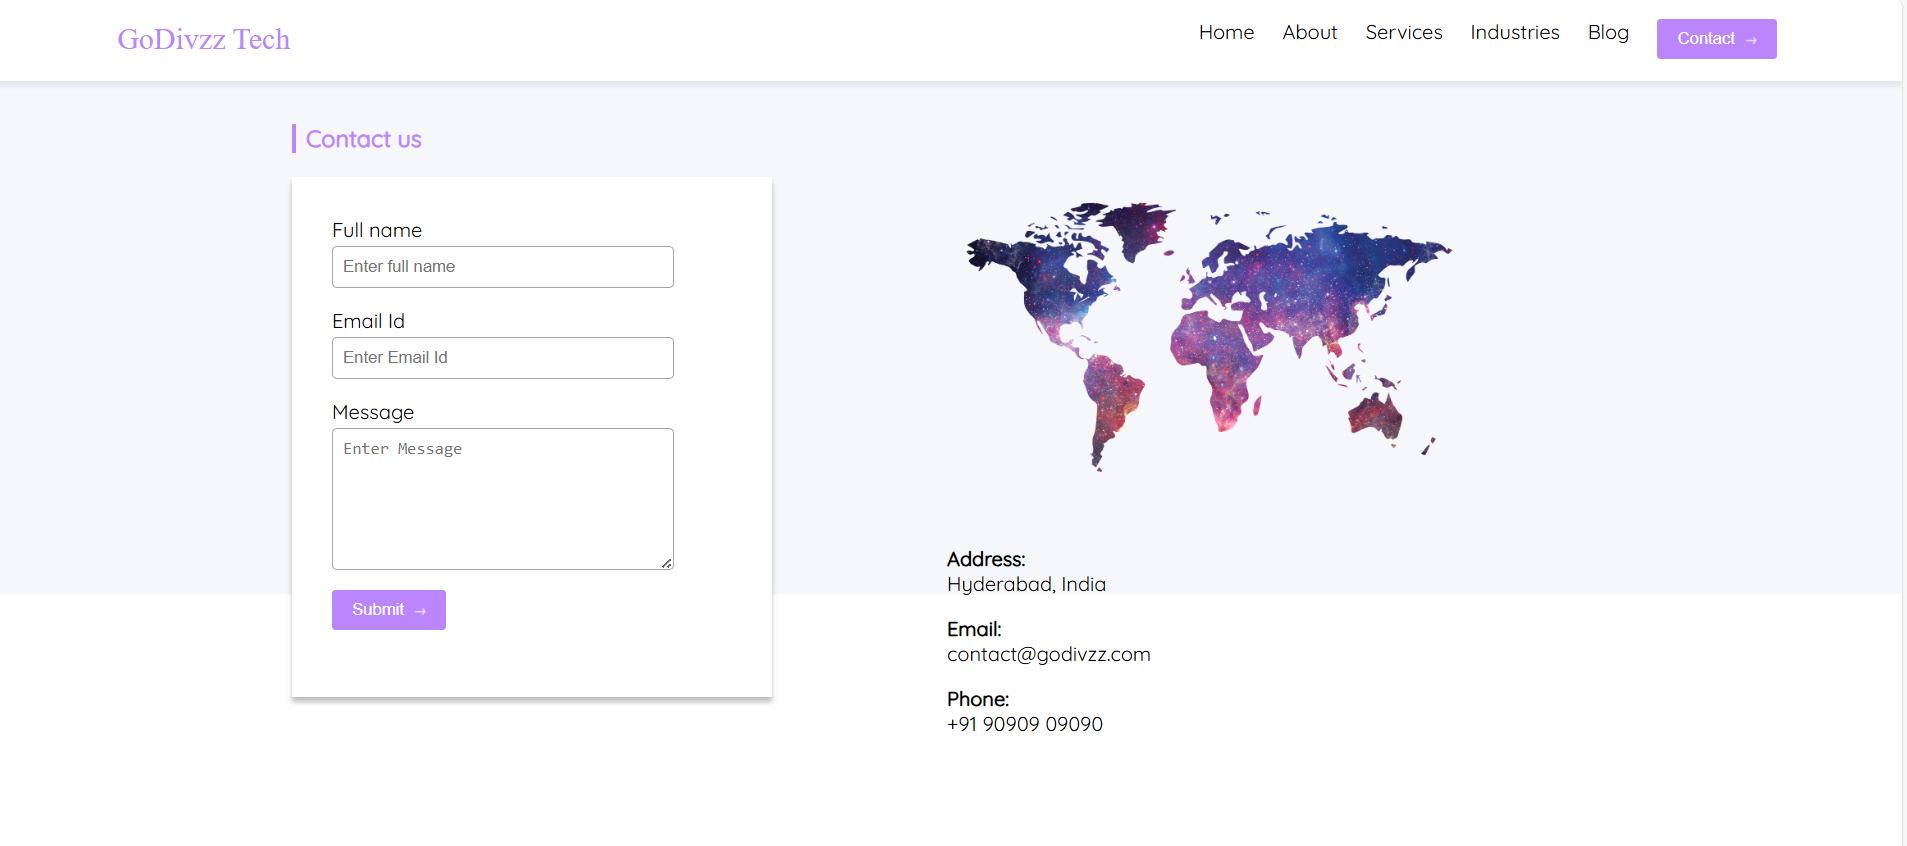 GoDivzz Tech
Home About Services Industries Blog Contact →
Contact us
Full name
Enter full name
Email Id
Enter Email Id
Message
Enter Message
Submit →
Address:
Hyderabad, India
Email:
contact@godivzz.com
Phone:
+91 90909 09090